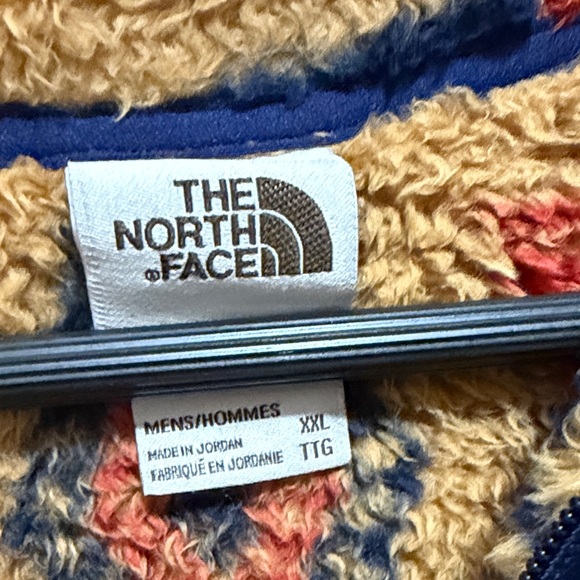 THE
NORTH
®FACE
MENS/HOMMES XXL
MADE IN JORDAN
FABRIQUÉ EN JORDANIE TTG